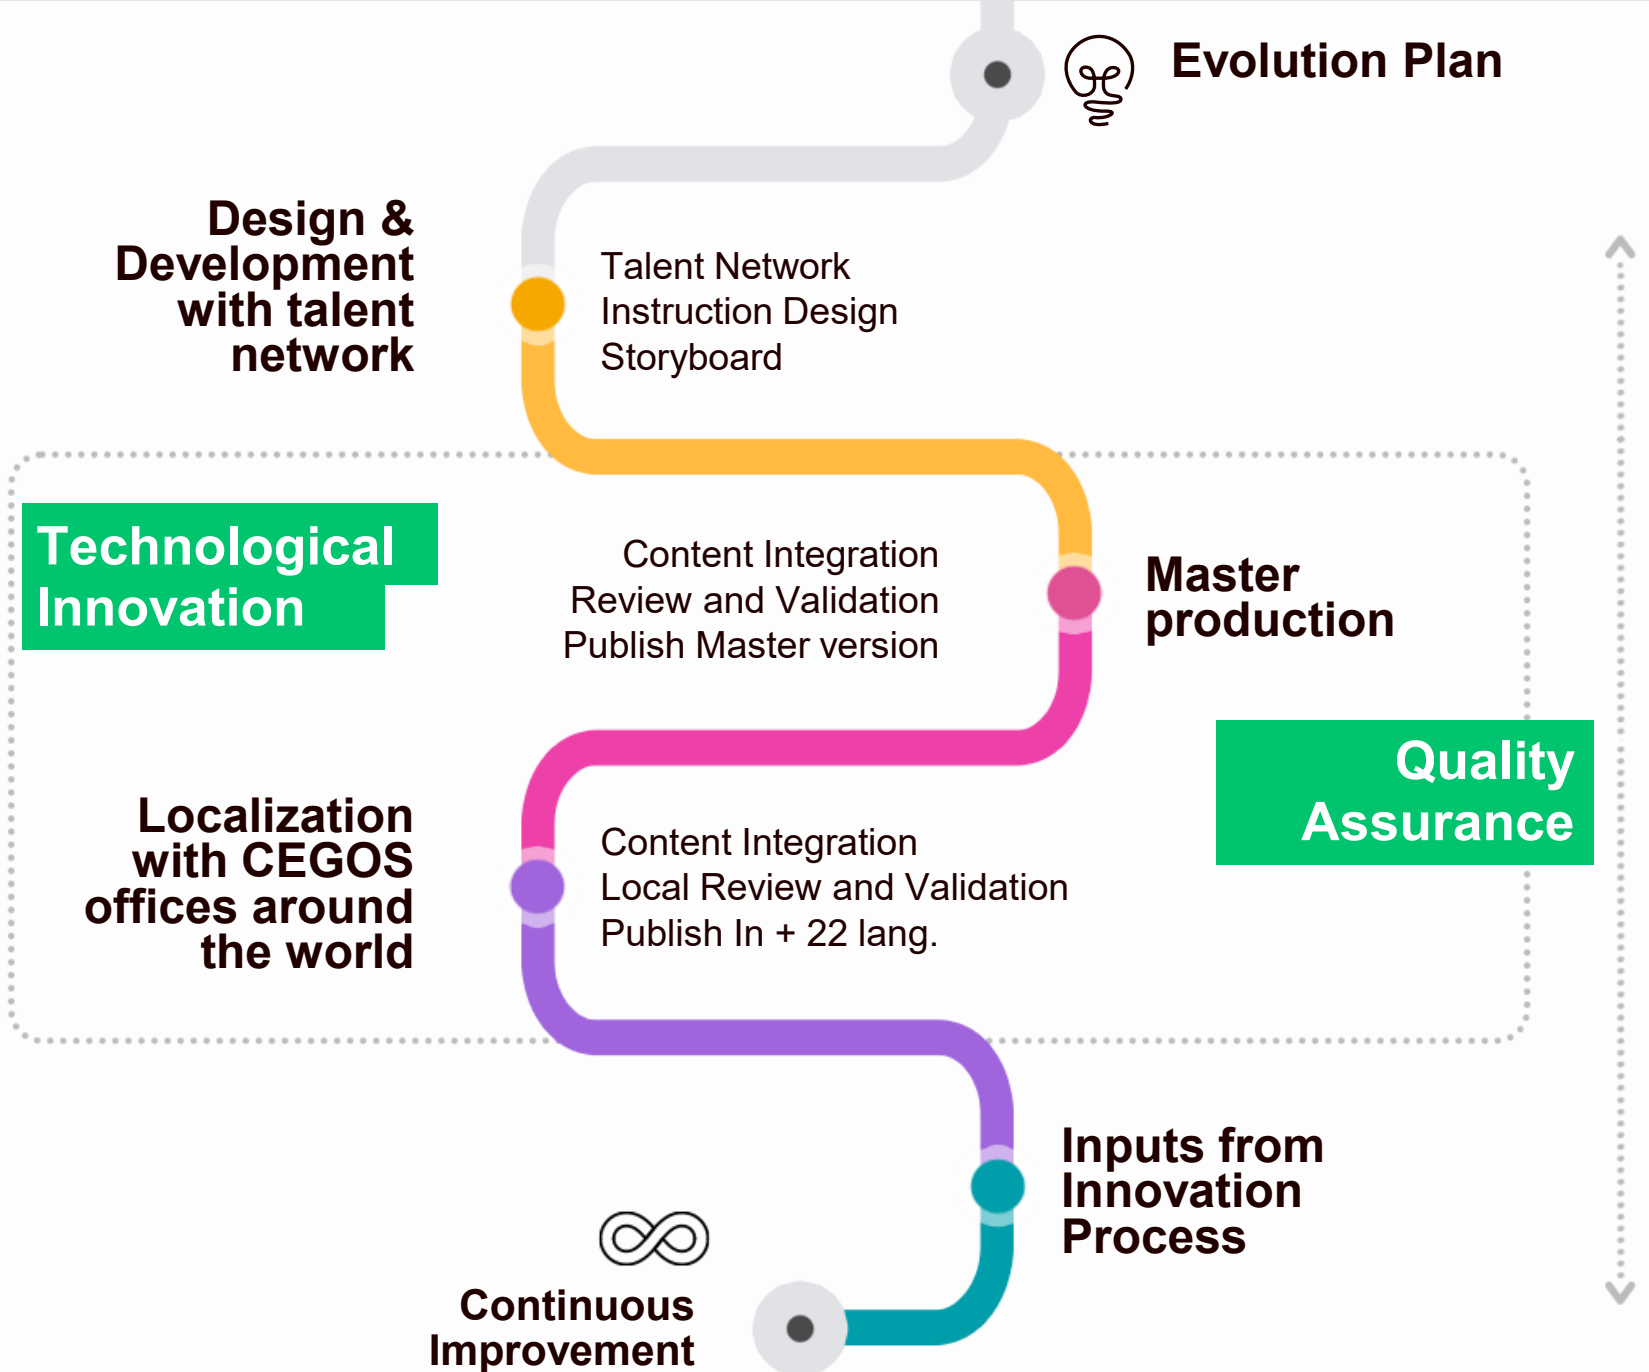 Evolution Plan
Design &
Development
with talent
network
Talent Network
Instruction Design
Storyboard
Technological
Innovation
Content Integration
Review and Validation
Publish Master version
Master
production
Quality
Assurance
Localization
with CEGOS
offices around
the world
Content Integration
Local Review and Validation
Publish In + 22 lang.
Inputs from
Innovation
Process
Continuous
Improvement